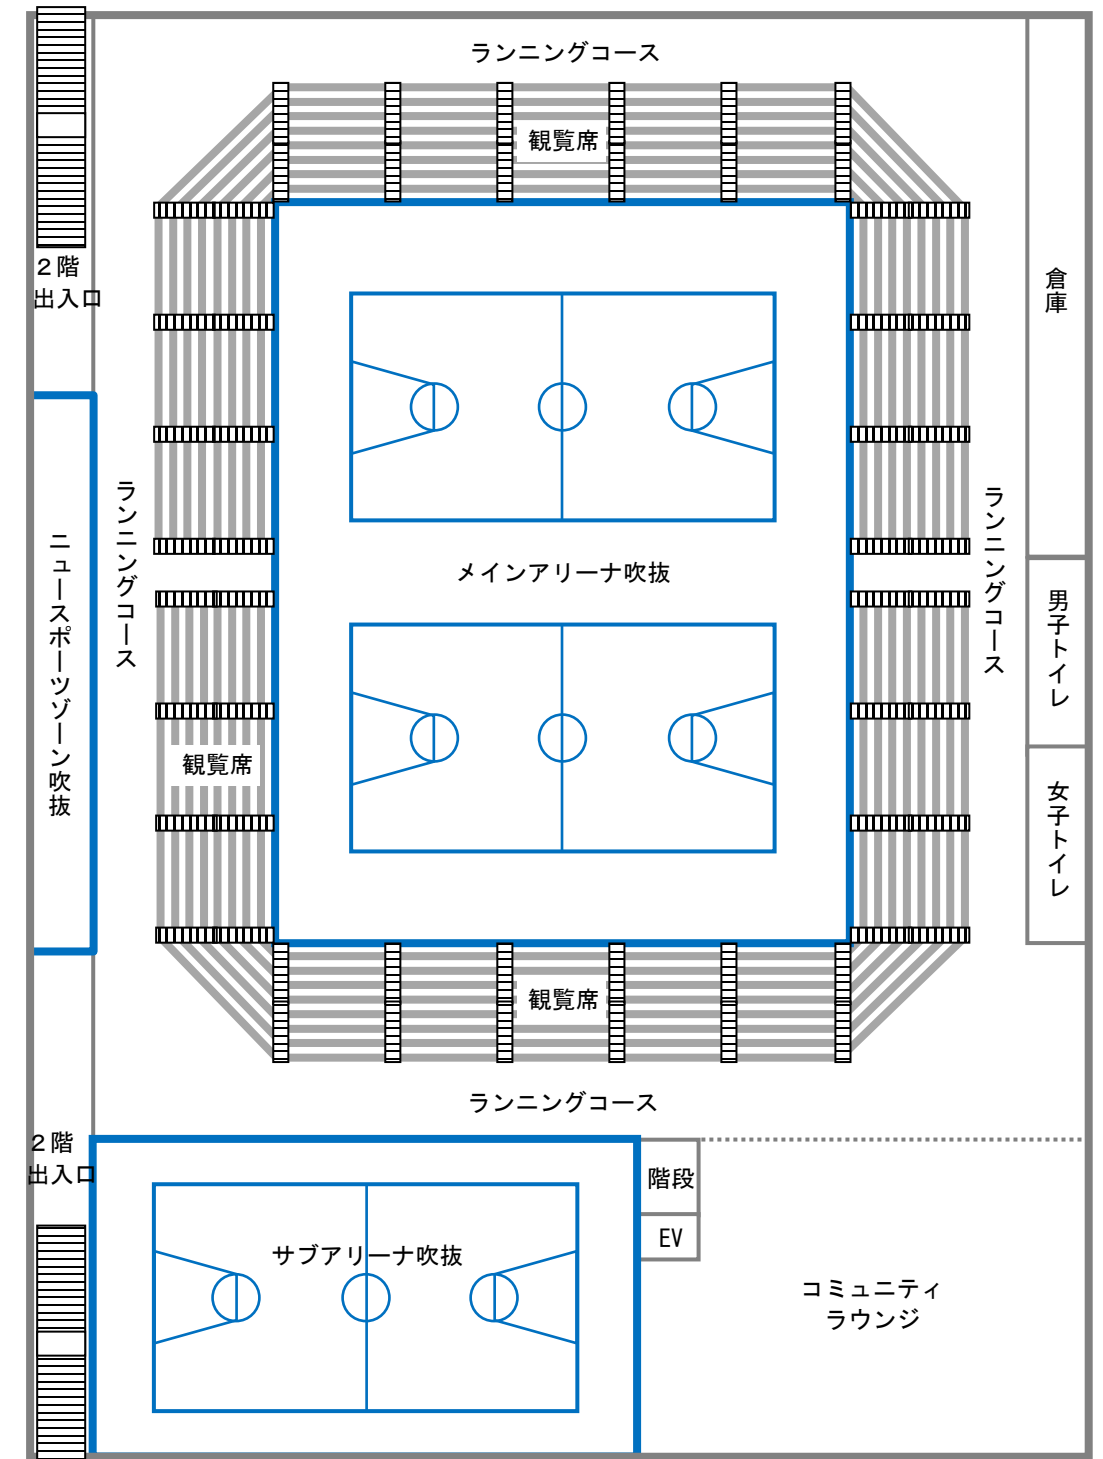 ランニングコース
観覧席
２階
出入口
倉庫
ランニングコース
ニュースポーツゾーン吹抜
メインアリーナ吹抜
ランニングコース
男子トイレ
観覧席
女子トイレ
観覧席
ランニングコース
２階
出入口
階段
EV
サブアリーナ吹抜
コミュニティ
ラウンジ